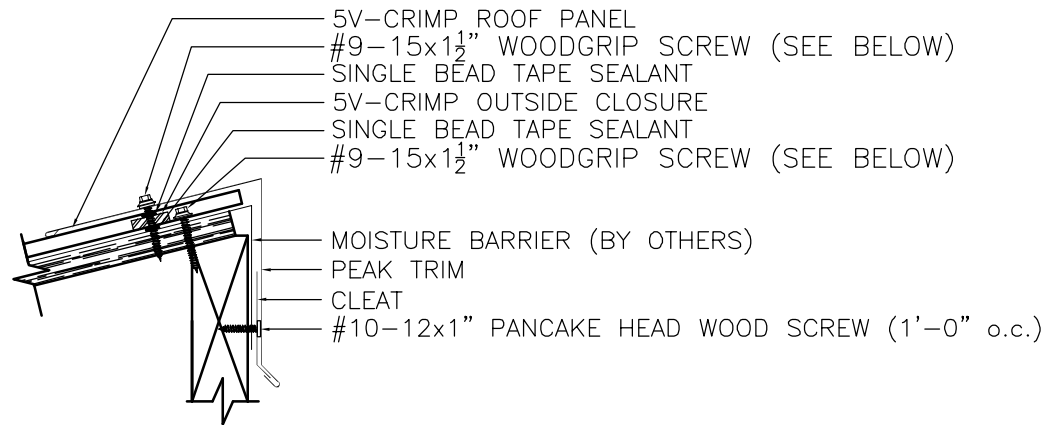 5V-CRIMP ROOF PANEL
#9-15x1½" WOODGRIP SCREW (SEE BELOW)
SINGLE BEAD TAPE SEALANT
5V-CRIMP OUTSIDE CLOSURE
SINGLE BEAD TAPE SEALANT
#9-15x1½" WOODGRIP SCREW (SEE BELOW)
MOISTURE BARRIER (BY OTHERS)
PEAK TRIM
CLEAT
#10-12x1" PANCAKE HEAD WOOD SCREW (1'-0" o.c.)